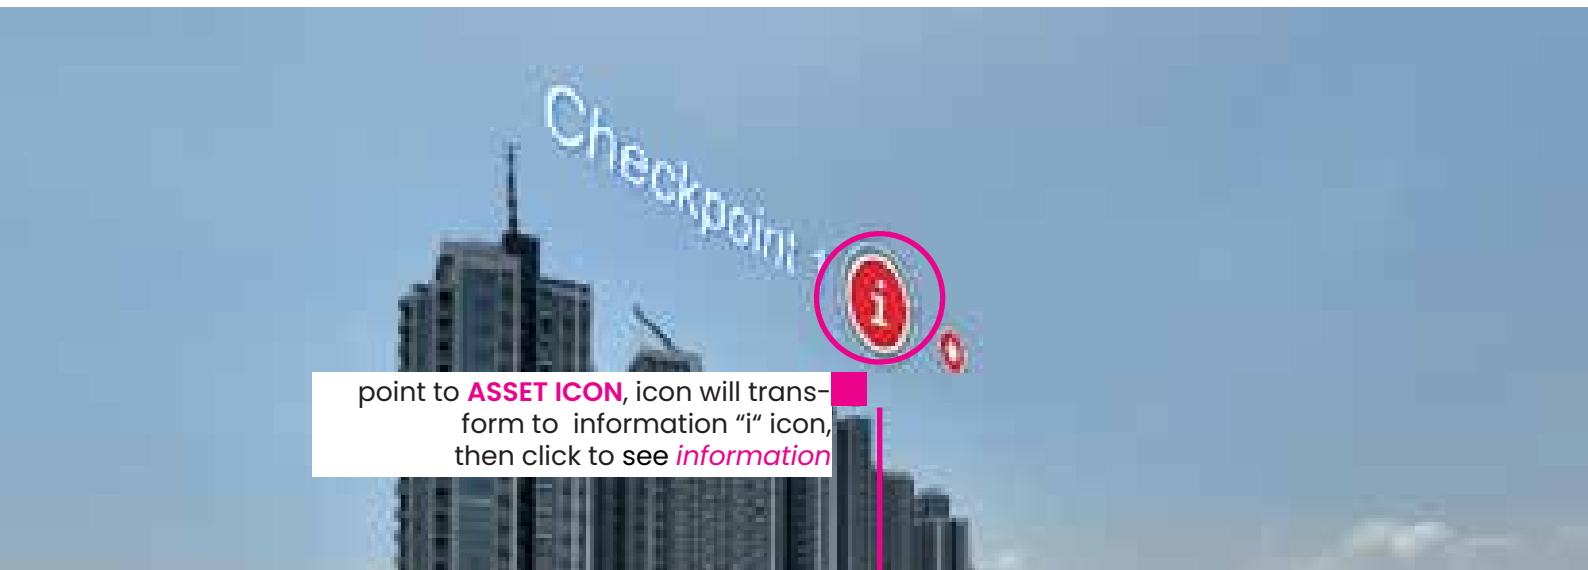 Checkpoint 1
i
point to ASSET ICON, icon will trans-
form to  information “i“ icon,
then click to see information